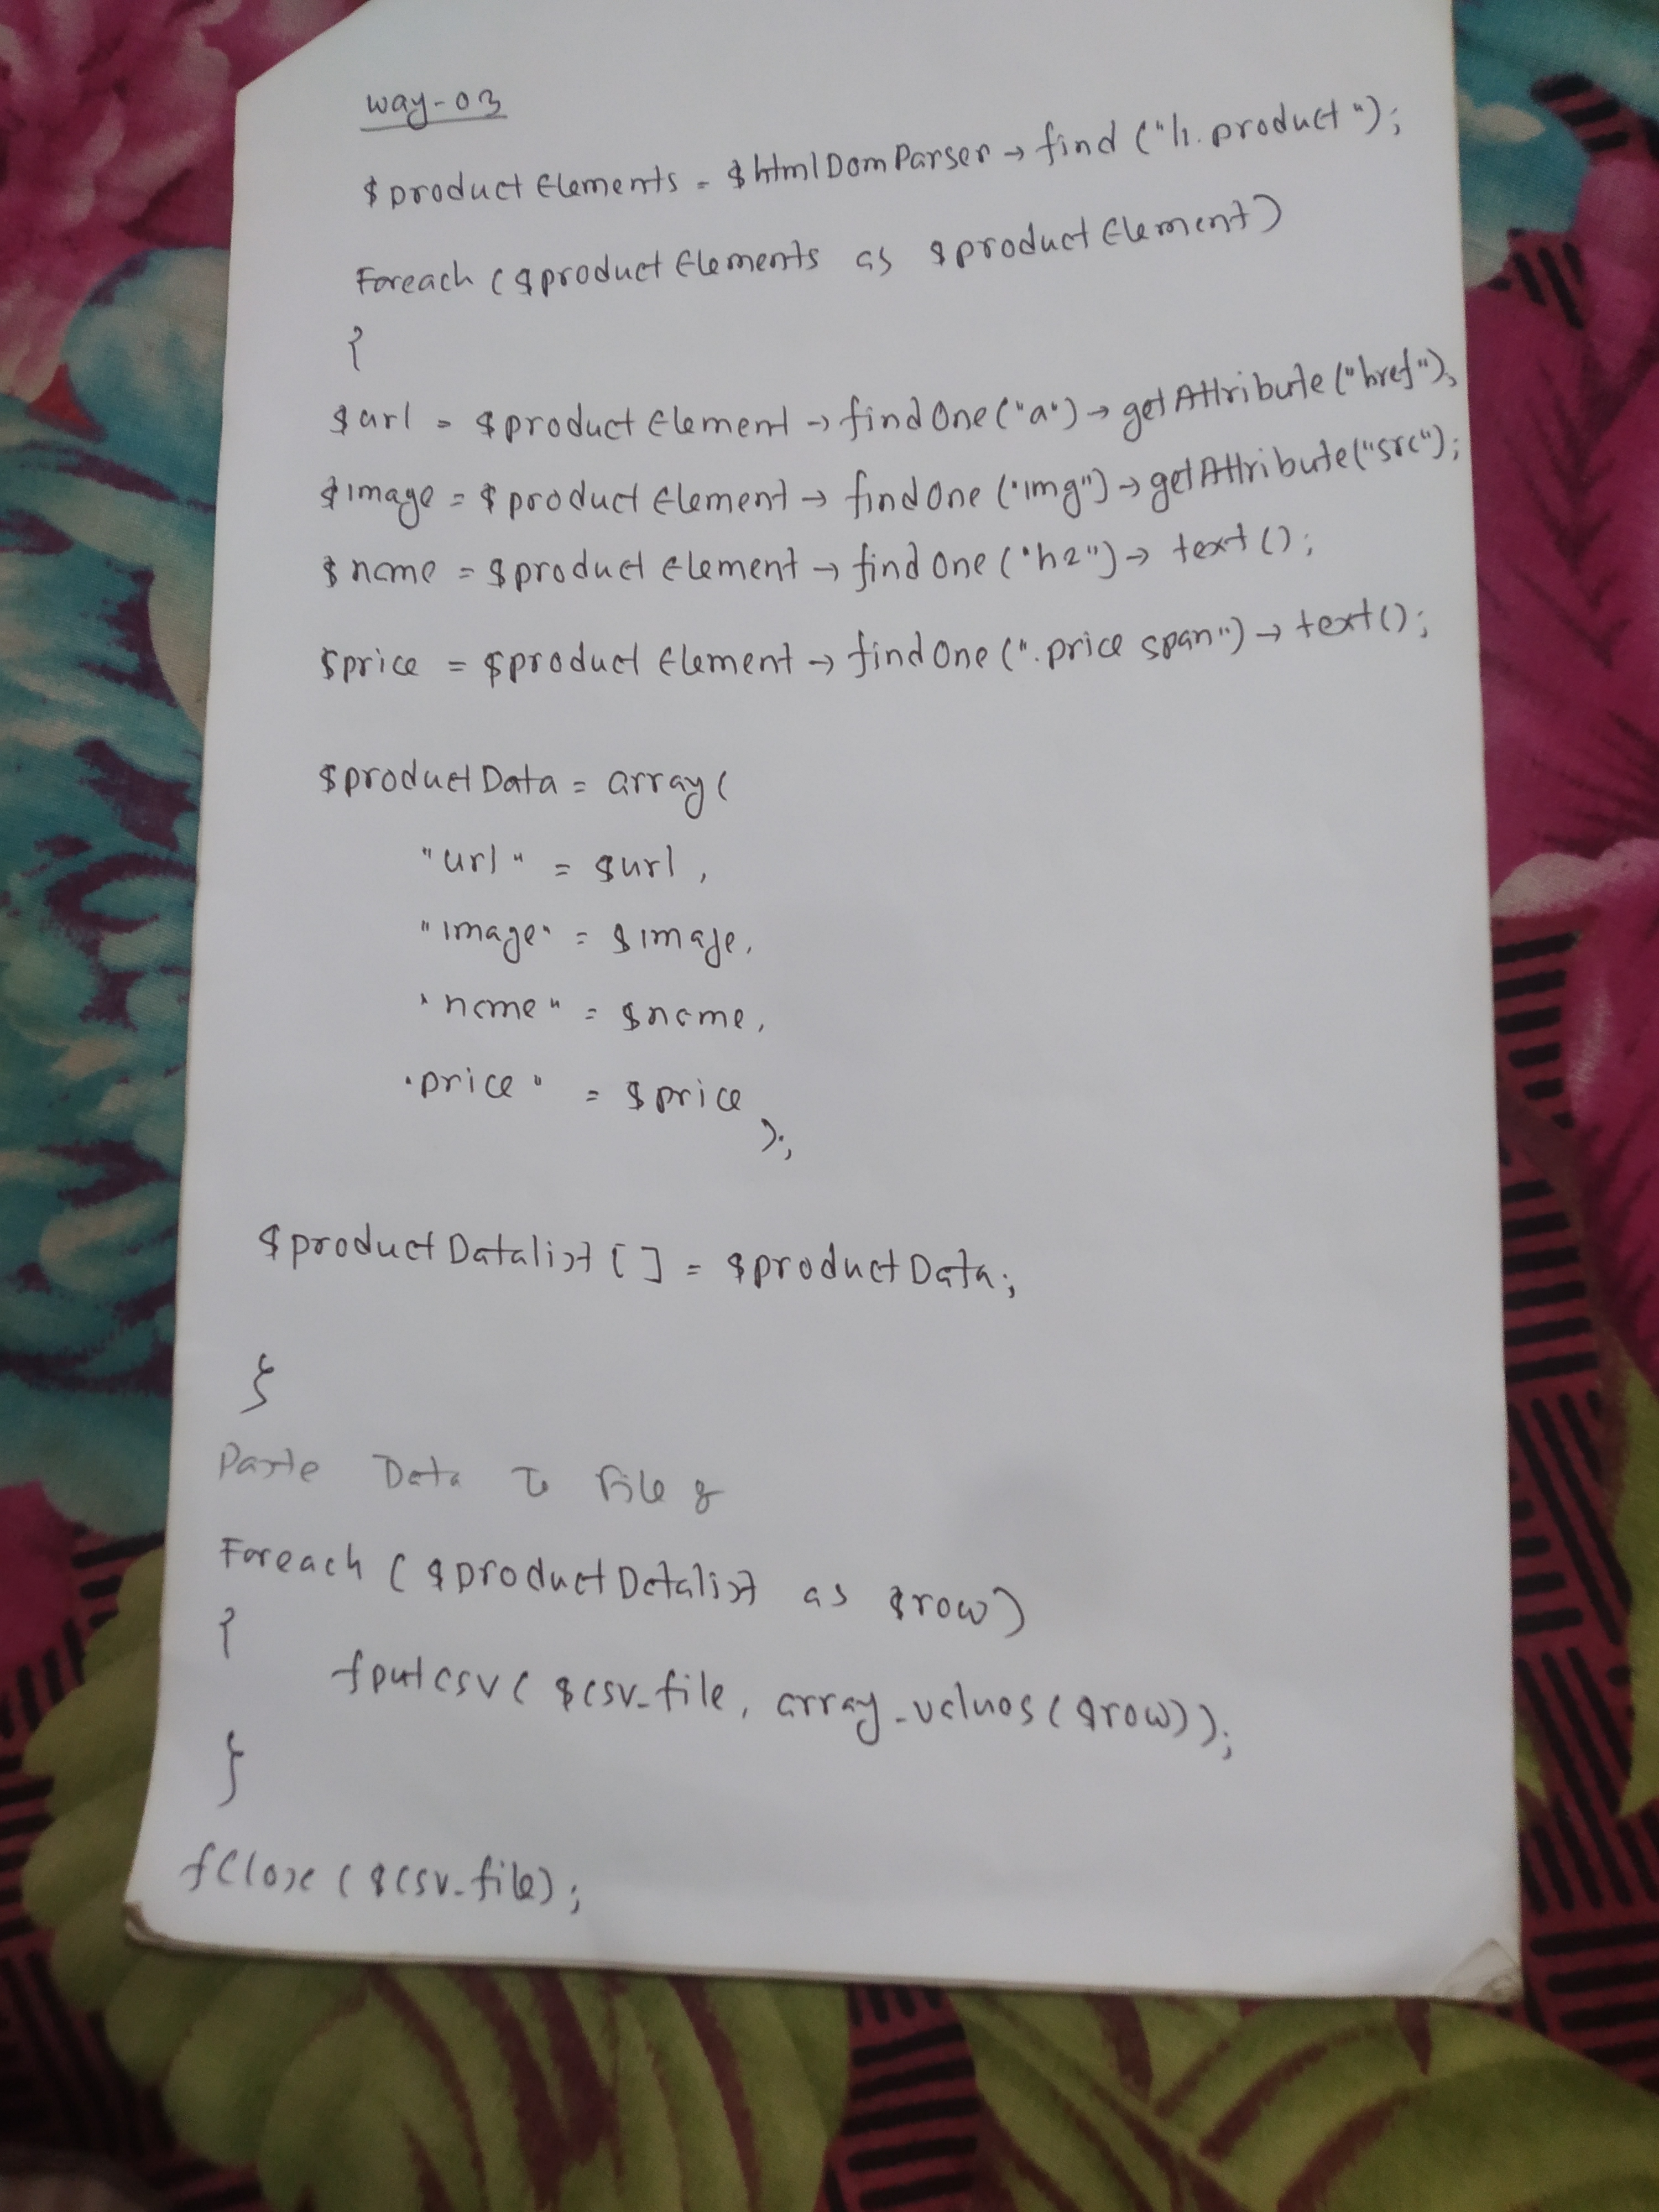 way-03
$productElements = $htmlDomParser → find ("li.product");
Foreach ($productElements as $productElement)
{
$url = $productElement → findOne("a") → getAttribute("href");
$image = $productElement → findOne ("img") → getAttribute("src");
$name = $productElement → findOne ("h2") → text();
$price = $productElement → findOne (".price span") → text();
$productData = array(
"url" = $url,
"image" = $image,
"name" = $name,
"price" = $price
);
$productDatalist [] = $productData;
}
Paste Data To File &
Foreach ($productDatalist as $row)
{
fputcsv ( $csv_file, array_values ($row));
}
fClose ($csv_file);